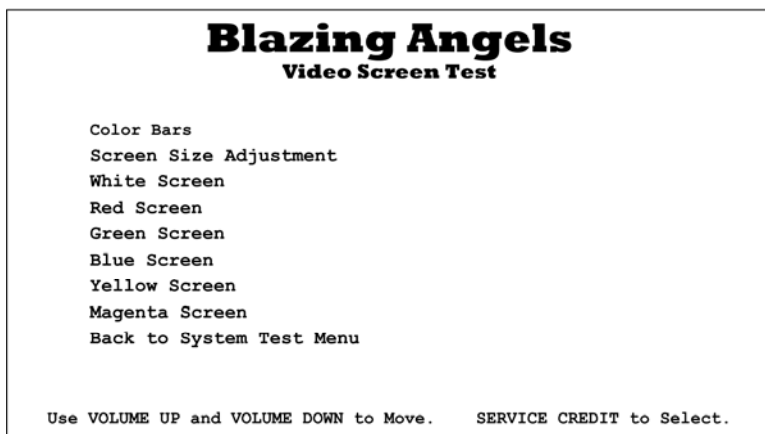 Blazing Angels
Video Screen Test
Color Bars
Screen Size Adjustment
White Screen
Red Screen
Green Screen
Blue Screen
Yellow Screen
Magenta Screen
Back to System Test Menu
Use VOLUME UP and VOLUME DOWN to Move. SERVICE CREDIT to Select.